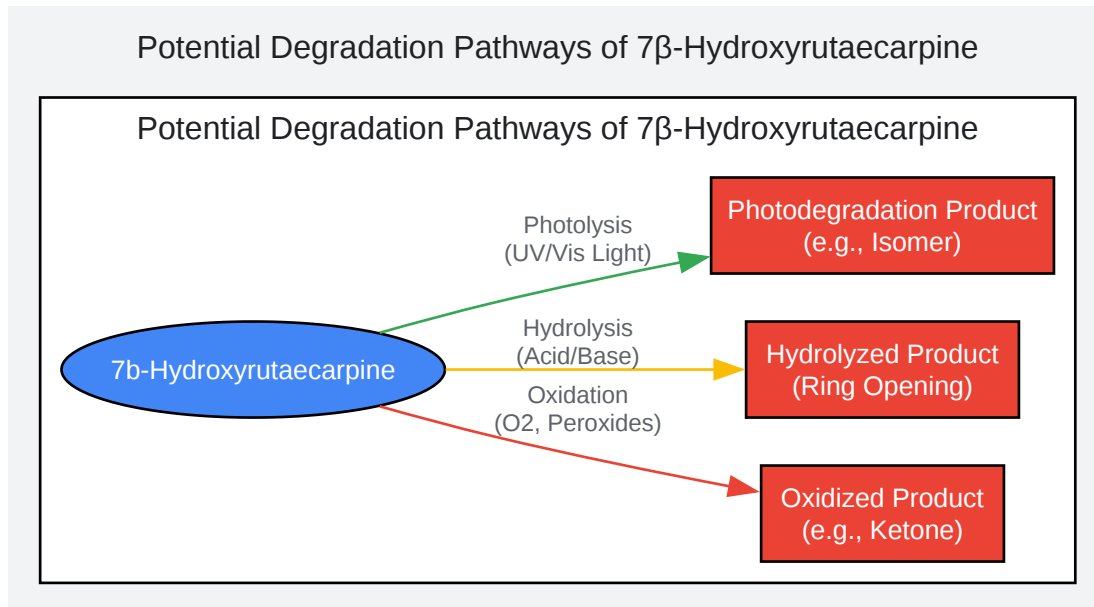 Potential Degradation Pathways of 7β-Hydroxyrutaecarpine
Potential Degradation Pathways of 7β-Hydroxyrutaecarpine
Photolysis
(UV/Vis Light)
Photodegradation Product
(e.g., Isomer)
7b-Hydroxyrutaecarpine
Hydrolysis
(Acid/Base)
Hydrolyzed Product
(Ring Opening)
Oxidation
(O2, Peroxides)
Oxidized Product
(e.g., Ketone)